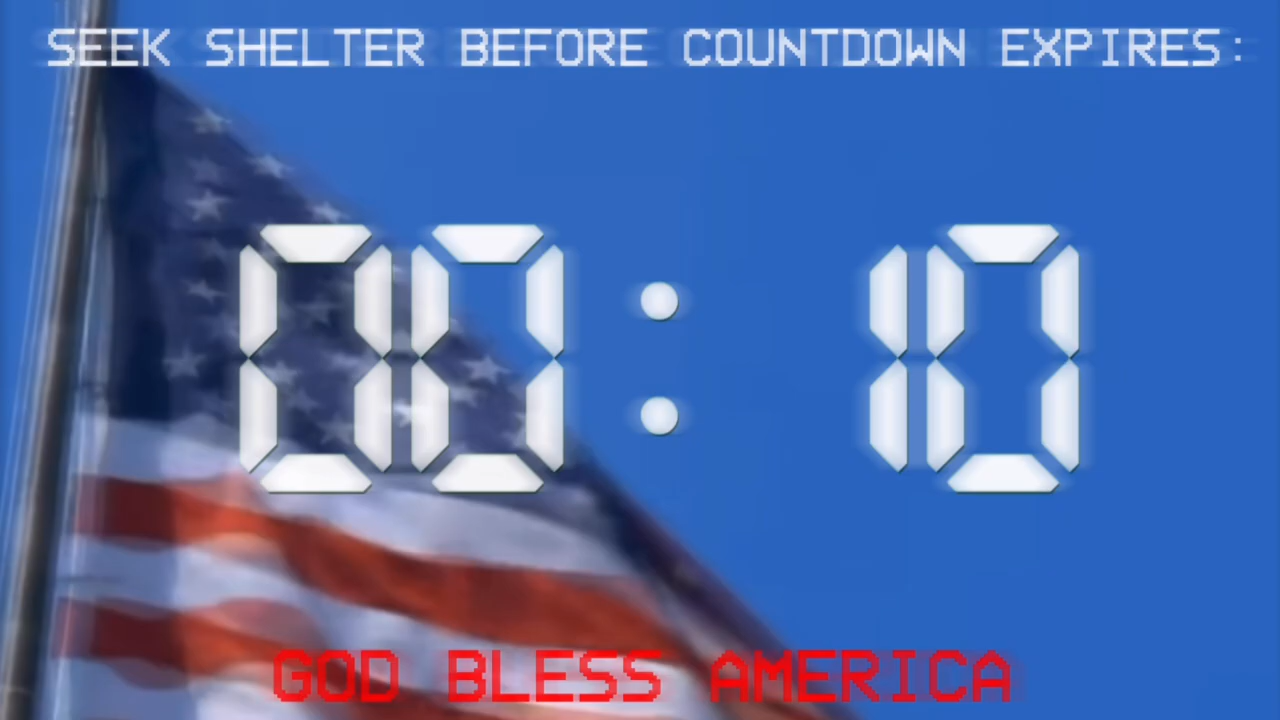 SEEK SHELTER BEFORE COUNTDOWN EXPIRES:
00:10
GOD BLESS AMERICA